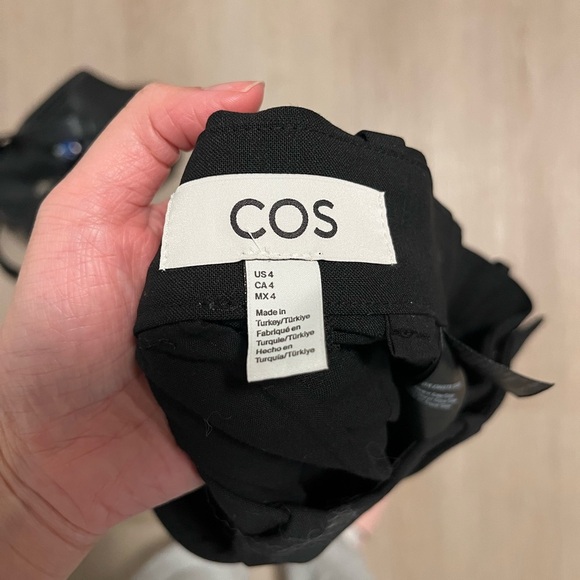 COS
US 4
CA 4
MX 4
Made in
Turkey/Türkiye
Fabriqué en
Turquie/Türkiye
Hecho en
Turquía/Türkiye